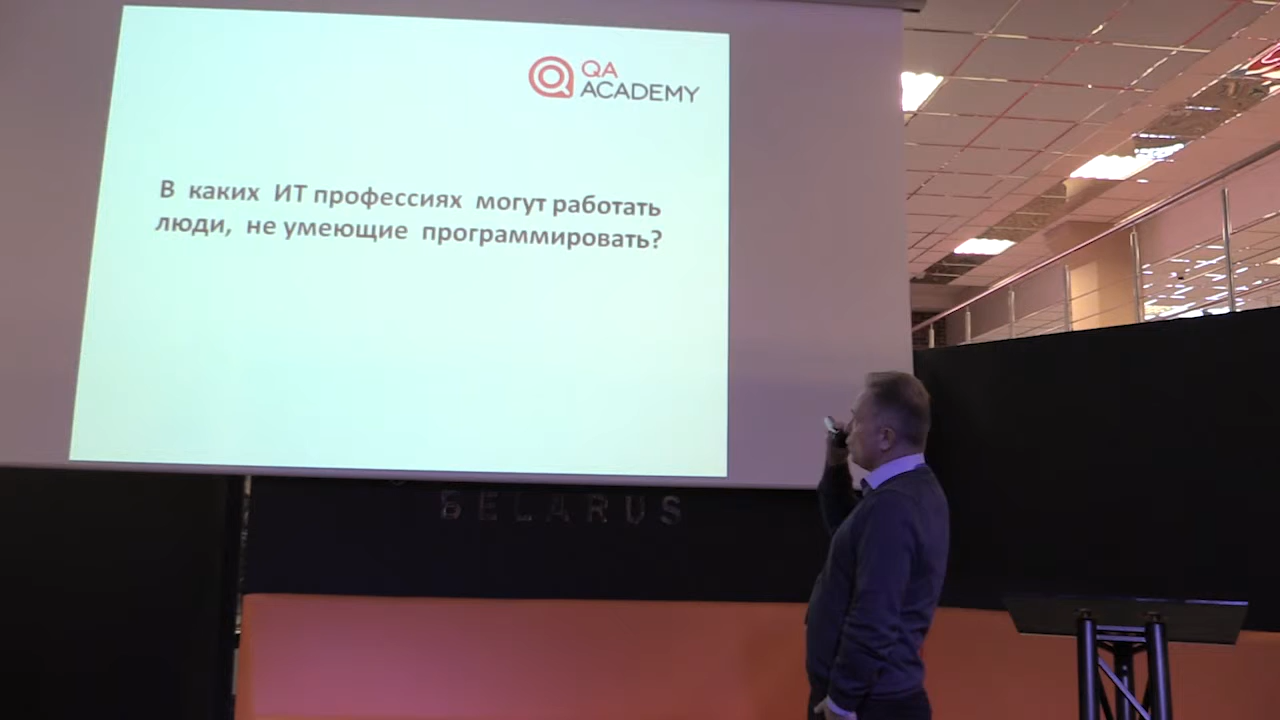 QA
ACADEMY
В каких ИТ профессиях могут работать
люди, не умеющие программировать?
BELARUS